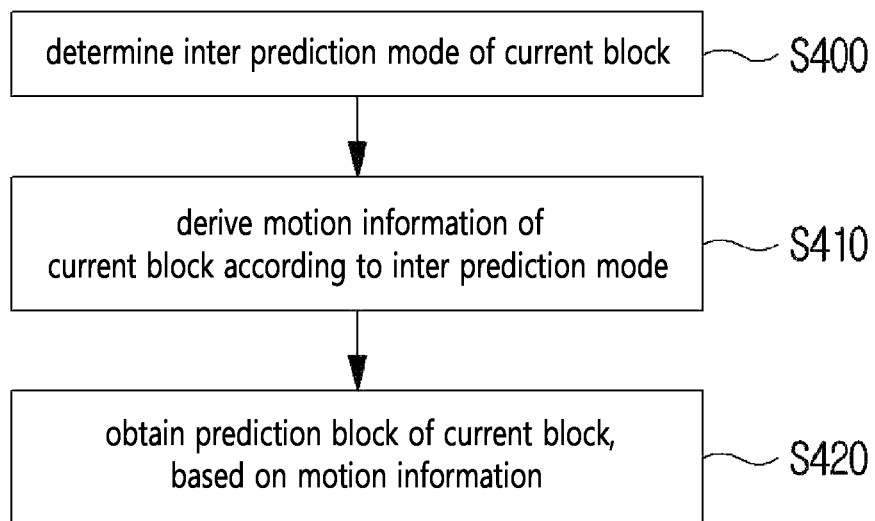 determine inter prediction mode of current block
S400
derive motion information of
current block according to inter prediction mode
S410
obtain prediction block of current block,
based on motion information
S420